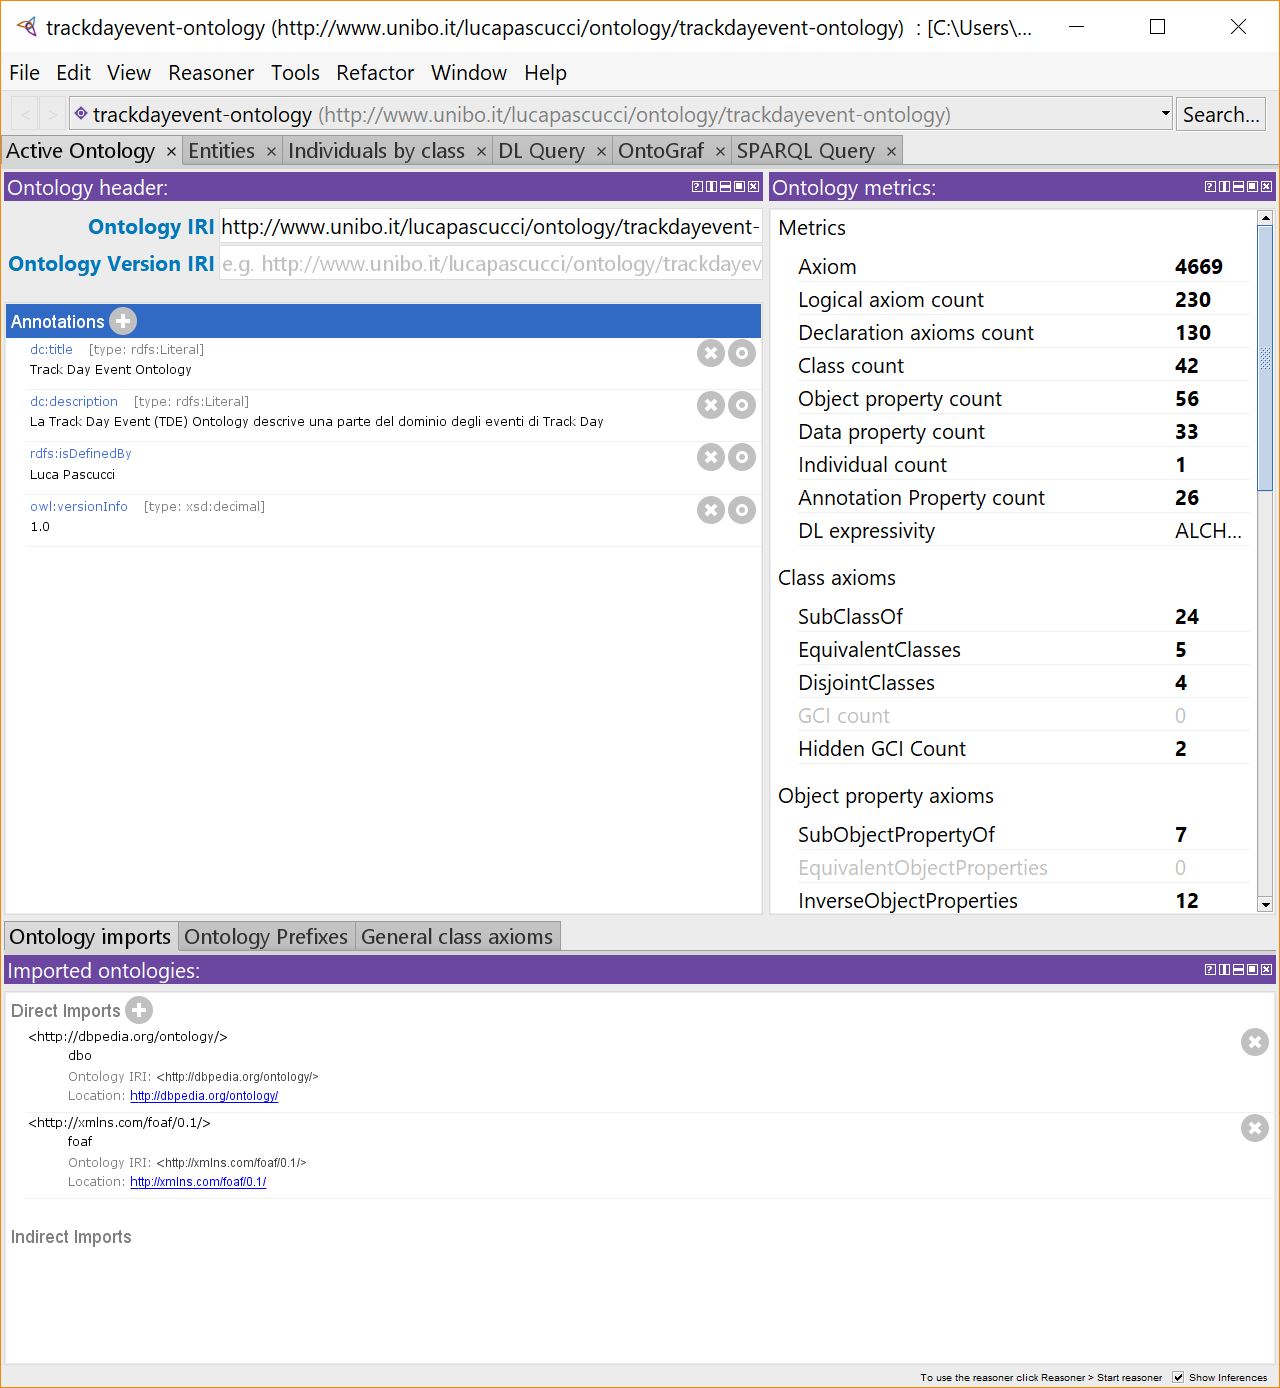 trackdayevent-ontology (http://www.unibo.it/lucapascucci/ontology/trackdayevent-ontology) : [C:\Users\...
File Edit View Reasoner Tools Refactor Window Help
< > trackdayevent-ontology (http://www.unibo.it/lucapascucci/ontology/trackdayevent-ontology) Search...
Active Ontology × Entities × Individuals by class × DL Query × OntoGraf × SPARQL Query ×
Ontology header:
Ontology IRI http://www.unibo.it/lucapascucci/ontology/trackdayevent-
Ontology Version IRI e.g. http://www.unibo.it/lucapascucci/ontology/trackdayev
Annotations
dc:title [type: rdfs:Literal]
Track Day Event Ontology
dc:description [type: rdfs:Literal]
La Track Day Event (TDE) Ontology descrive una parte del dominio degli eventi di Track Day
rdfs:isDefinedBy
Luca Pascucci
owl:versionInfo [type: xsd:decimal]
1.0
Ontology metrics:
Metrics
Axiom 4669
Logical axiom count 230
Declaration axioms count 130
Class count 42
Object property count 56
Data property count 33
Individual count 1
Annotation Property count 26
DL expressivity ALCH...
Class axioms
SubClassOf 24
EquivalentClasses 5
DisjointClasses 4
GCI count 0
Hidden GCI Count 2
Object property axioms
SubObjectPropertyOf 7
EquivalentObjectProperties 0
InverseObjectProperties 12
Ontology imports Ontology Prefixes General class axioms
Imported ontologies:
Direct Imports
<http://dbpedia.org/ontology/>
dbo
Ontology IRI: <http://dbpedia.org/ontology/>
Location: http://dbpedia.org/ontology/
<http://xmlns.com/foaf/0.1/>
foaf
Ontology IRI: <http://xmlns.com/foaf/0.1/>
Location: http://xmlns.com/foaf/0.1/
Indirect Imports
To use the reasoner click Reasoner > Start reasoner Show Inferences